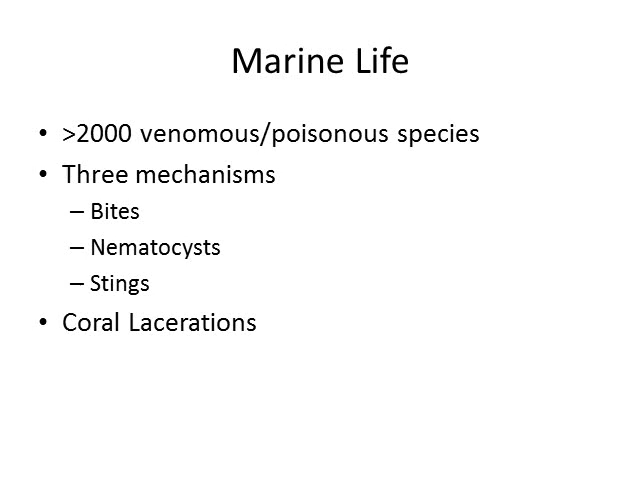 Marine Life
• >2000 venomous/poisonous species
• Three mechanisms
– Bites
– Nematocysts
– Stings
• Coral Lacerations